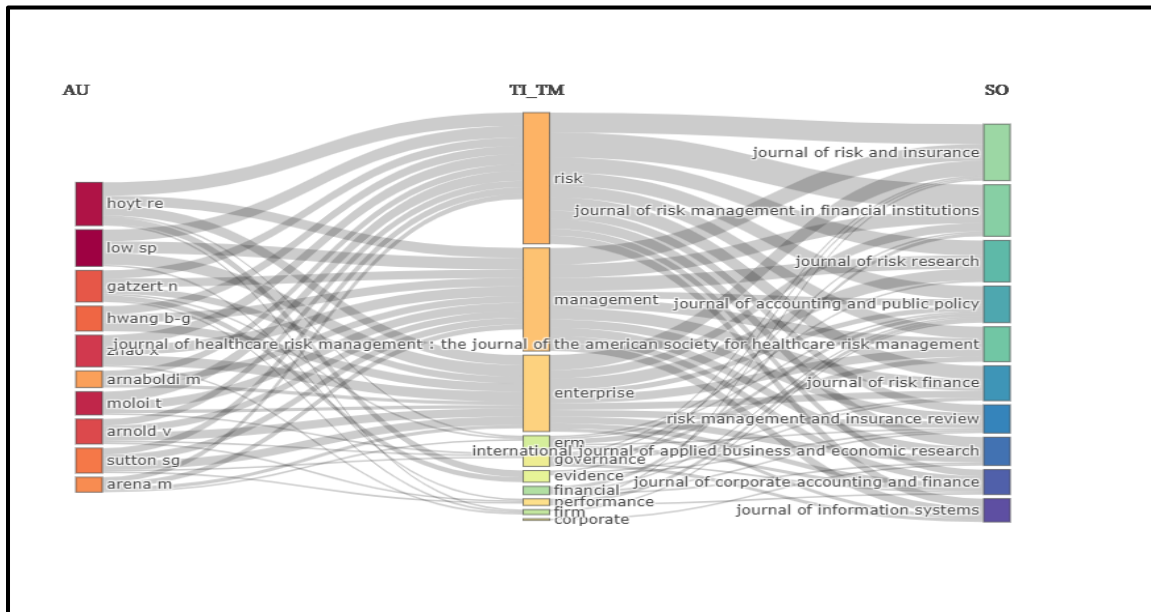 AU
TI_TM
SO
hoyt re
low sp
gatzert n
hwang b-g
zhao x
arnaboldi m
moloi t
arnold v
sutton sg
arena m
risk
management
enterprise
erm
governance
evidence
financial
performance
firm
corporate
journal of risk and insurance
journal of risk management in financial institutions
journal of risk research
journal of accounting and public policy
journal of healthcare risk management : the journal of the american society for healthcare risk management
journal of risk finance
risk management and insurance review
international journal of applied business and economic research
journal of corporate accounting and finance
journal of information systems